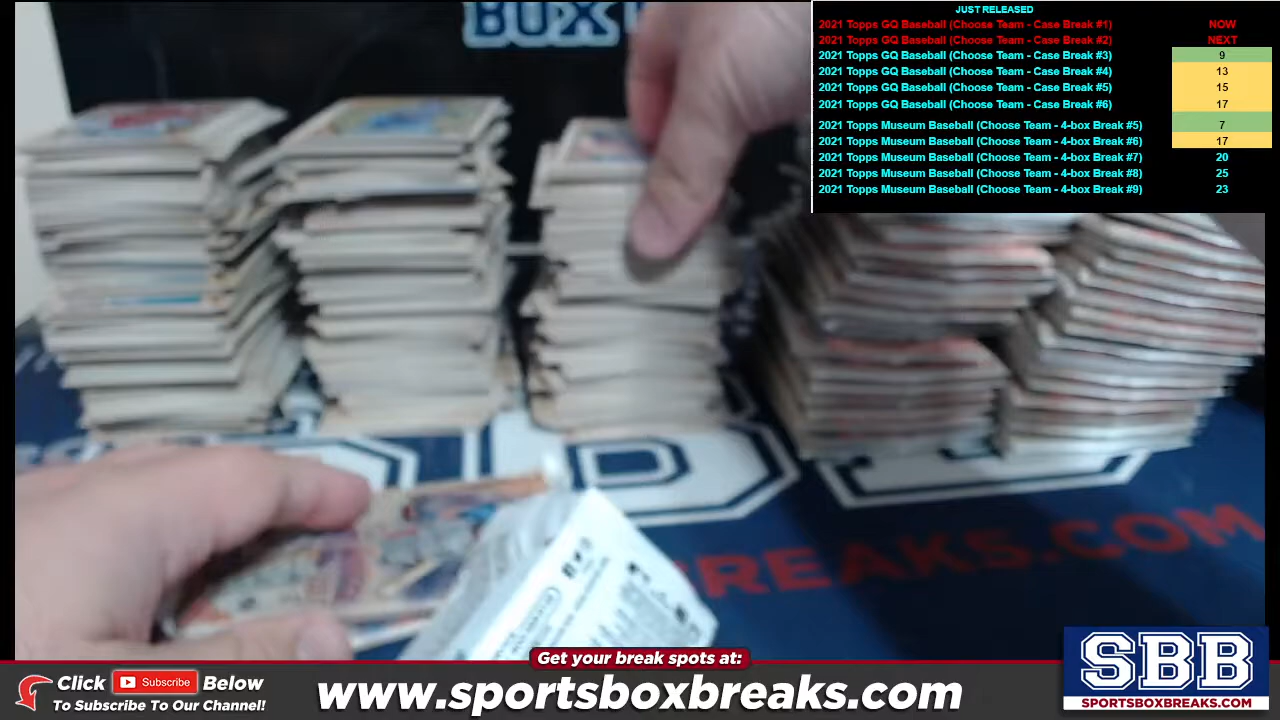 JUST RELEASED
2021 Topps GQ Baseball (Choose Team - Case Break #1) NOW
2021 Topps GQ Baseball (Choose Team - Case Break #2) NEXT
2021 Topps GQ Baseball (Choose Team - Case Break #3) 9
2021 Topps GQ Baseball (Choose Team - Case Break #4) 13
2021 Topps GQ Baseball (Choose Team - Case Break #5) 15
2021 Topps GQ Baseball (Choose Team - Case Break #6) 17
2021 Topps Museum Baseball (Choose Team - 4-box Break #5) 7
2021 Topps Museum Baseball (Choose Team - 4-box Break #6) 17
2021 Topps Museum Baseball (Choose Team - 4-box Break #7) 20
2021 Topps Museum Baseball (Choose Team - 4-box Break #8) 25
2021 Topps Museum Baseball (Choose Team - 4-box Break #9) 23
BOX
REAKS.COM
Get your break spots at:
Click Subscribe Below
To Subscribe To Our Channel!
www.sportsboxbreaks.com
SBB
SPORTSBOXBREAKS.COM